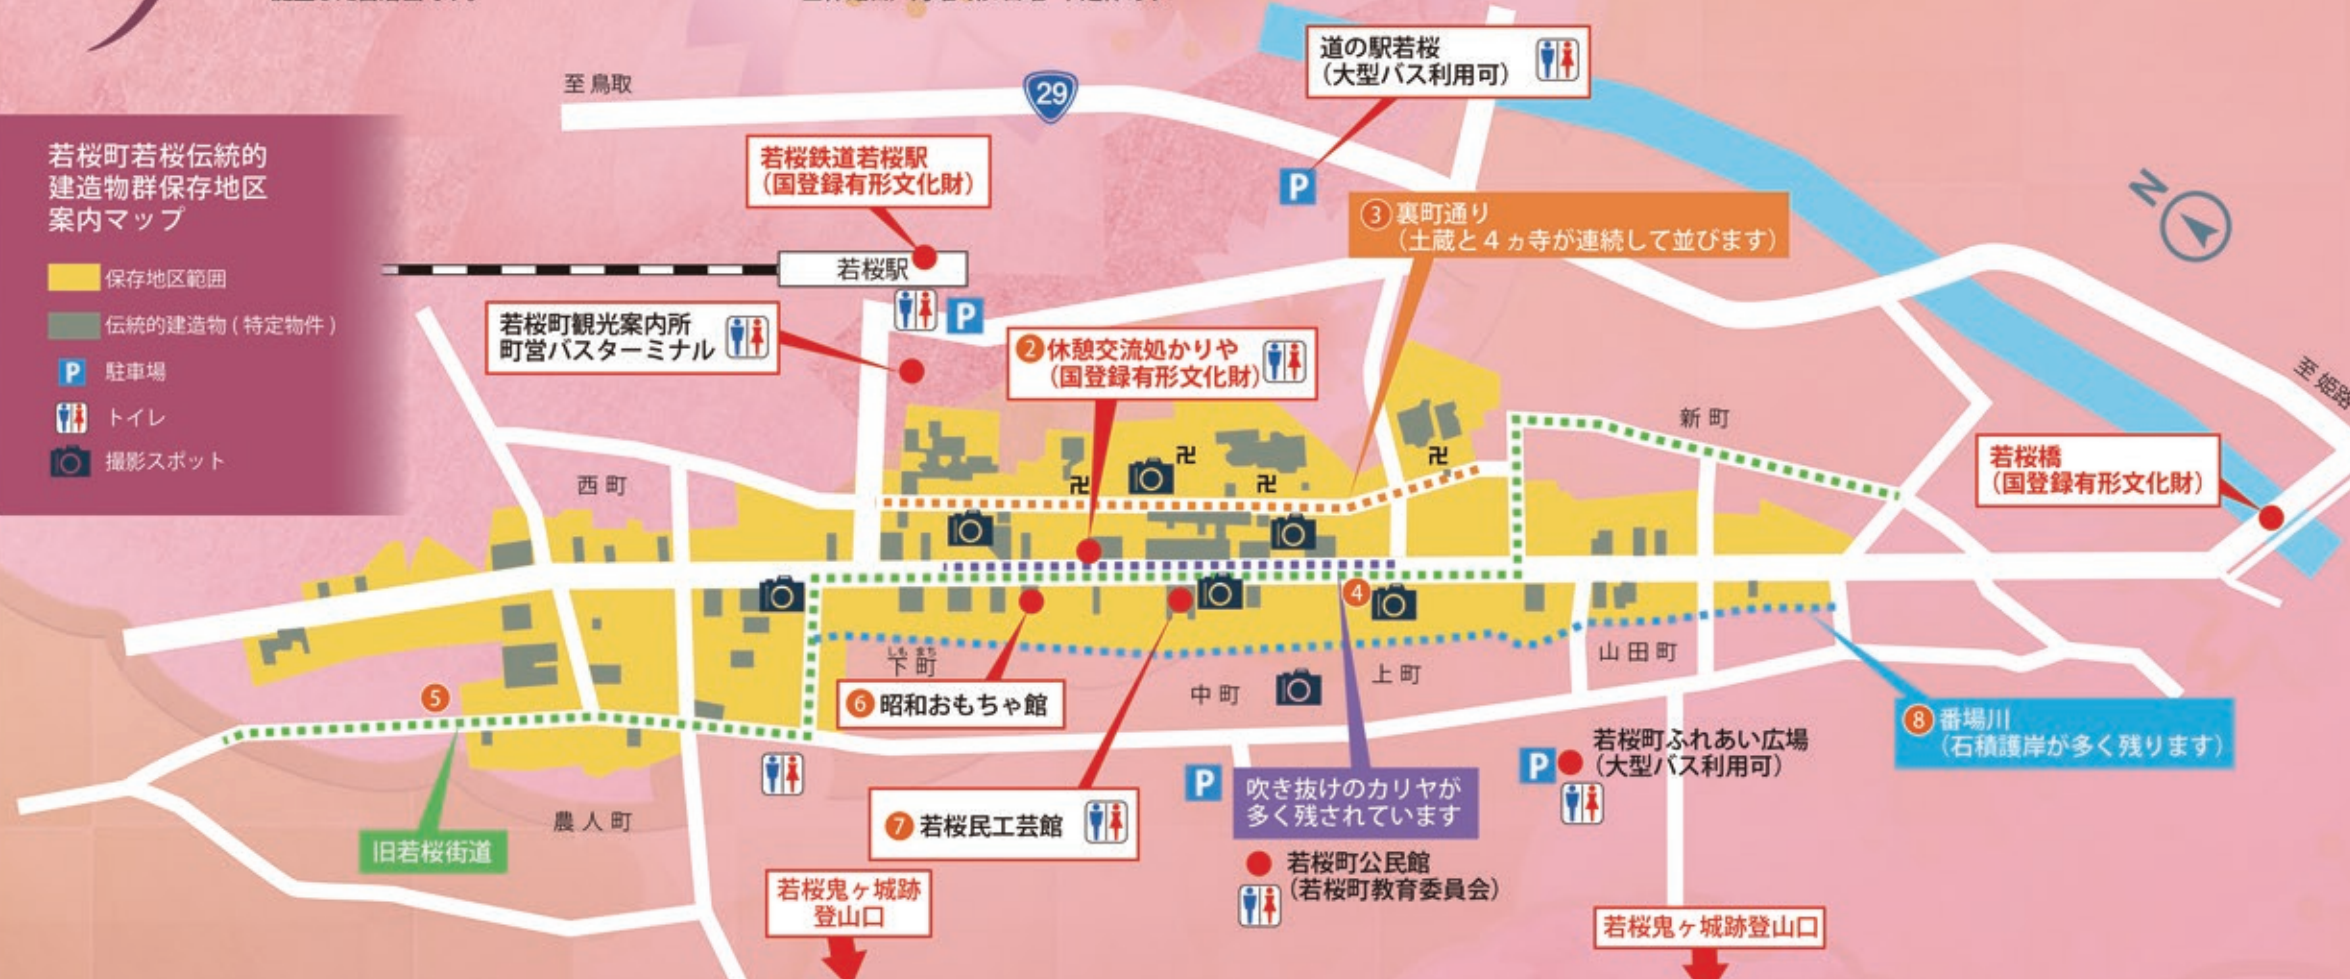 至 鳥取
29
道の駅若桜
（大型バス利用可）
若桜町若桜伝統的
建造物群保存地区
案内マップ
保存地区範囲
伝統的建造物 ( 特定物件 )
P 駐車場
トイレ
撮影スポット
若桜鉄道若桜駅
（国登録有形文化財）
若桜駅
P
P
N
③ 裏町通り
（土蔵と４ヵ寺が連続して並びます）
若桜町観光案内所
町営バスターミナル
② 休憩交流処かりや
（国登録有形文化財）
至 姫路
新 町
若桜橋
（国登録有形文化財）
西 町
卍
卍
卍
卍
④
しも まち
下 町
中 町
上 町
山 田 町
⑤
⑥ 昭和おもちゃ館
⑧ 番場川
（石積護岸が多く残ります）
旧若桜街道
農 人 町
⑦ 若桜民工芸館
P
吹き抜けのカリヤが
多く残されています
P
若桜町ふれあい広場
（大型バス利用可）
若桜町公民館
（若桜町教育委員会）
若桜鬼ヶ城跡
登山口
若桜鬼ヶ城跡登山口